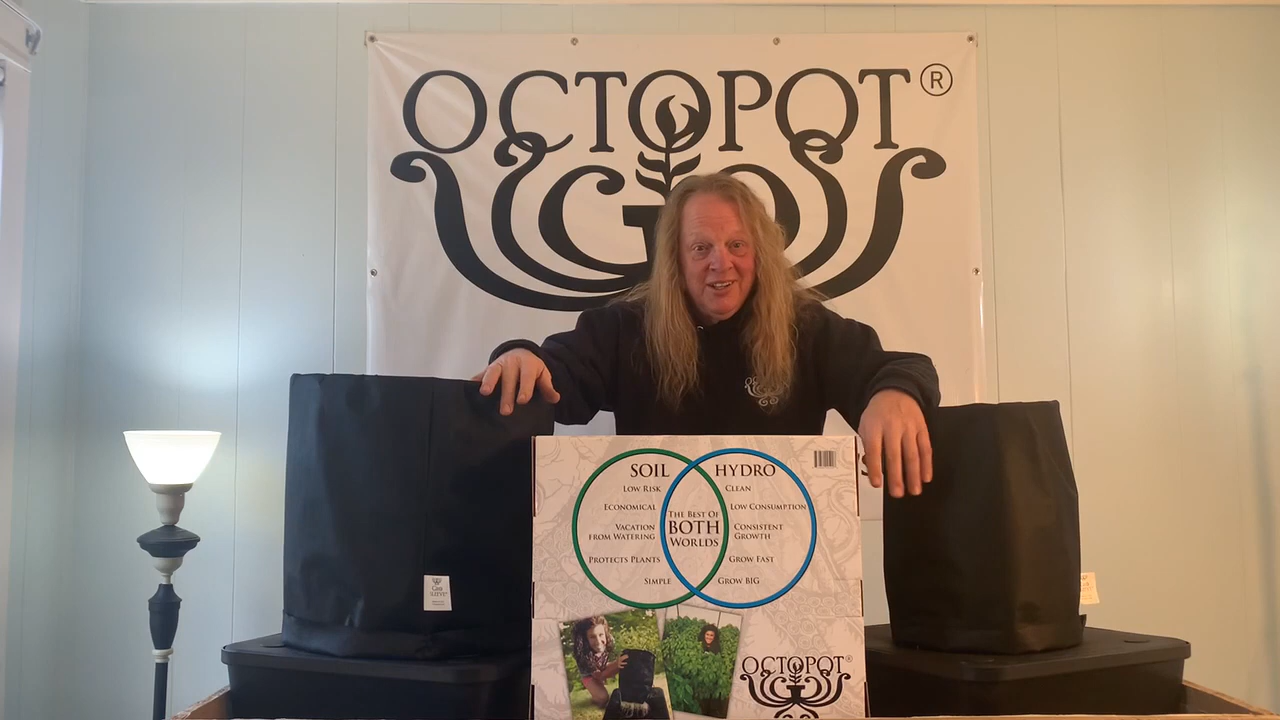 OCTOPOT®
SOIL HYDRO
LOW RISK CLEAN
ECONOMICAL LOW CONSUMPTION
THE BEST OF
BOTH
WORLDS
VACATION
FROM WATERING
CONSISTENT
GROWTH
PROTECTS PLANTS GROW FAST
SIMPLE GROW BIG
OCTOPOT®